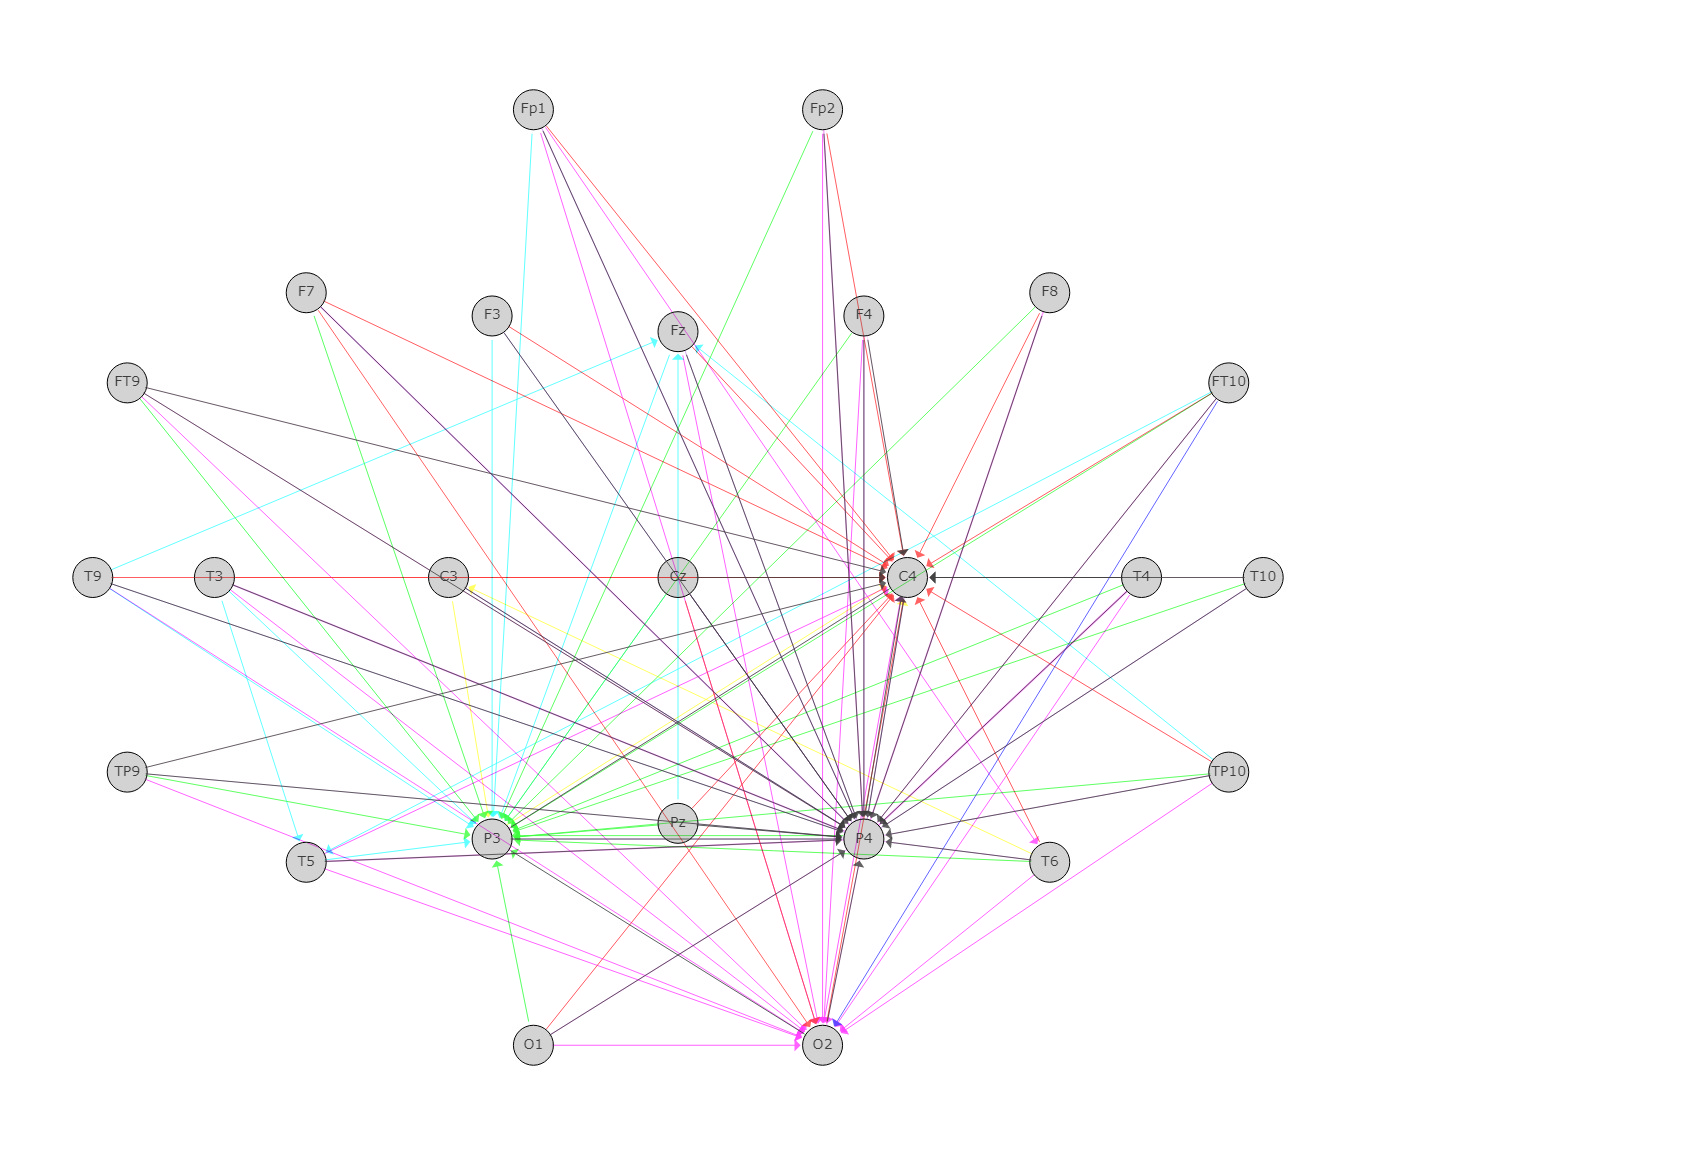 Fp1 Fp2
F7 F3 Fz F4 F8
FT9 FT10
T9 T3 C3 Cz C4 T4 T10
TP9 TP10
T5 P3 Pz P4 T6
O1 O2